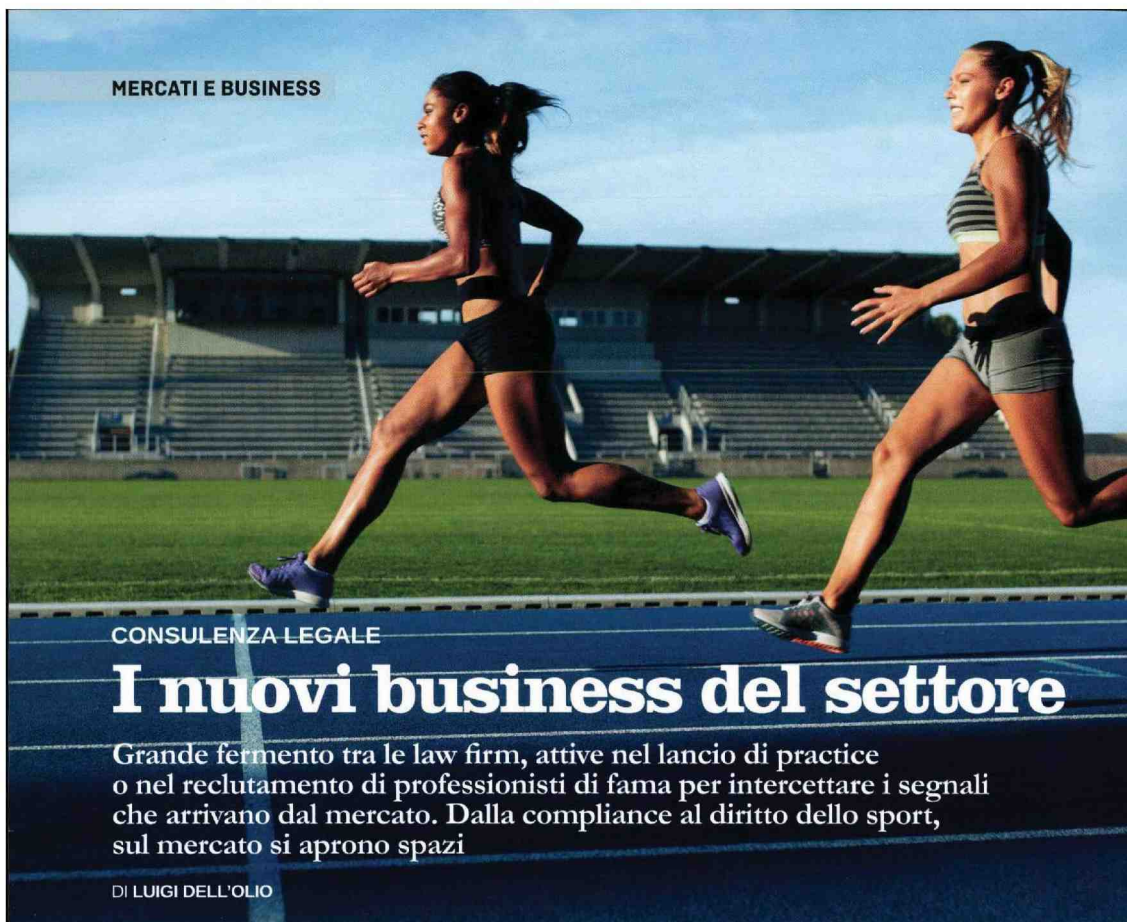 MERCATI E BUSINESS
CONSULENZA LEGALE
I nuovi business del settore
Grande fermento tra le law firm, attive nel lancio di practice
o nel reclutamento di professionisti di fama per intercettare i segnali
che arrivano dal mercato. Dalla compliance al diritto dello sport,
sul mercato si aprono spazi
DI LUIGI DELL'OLIO